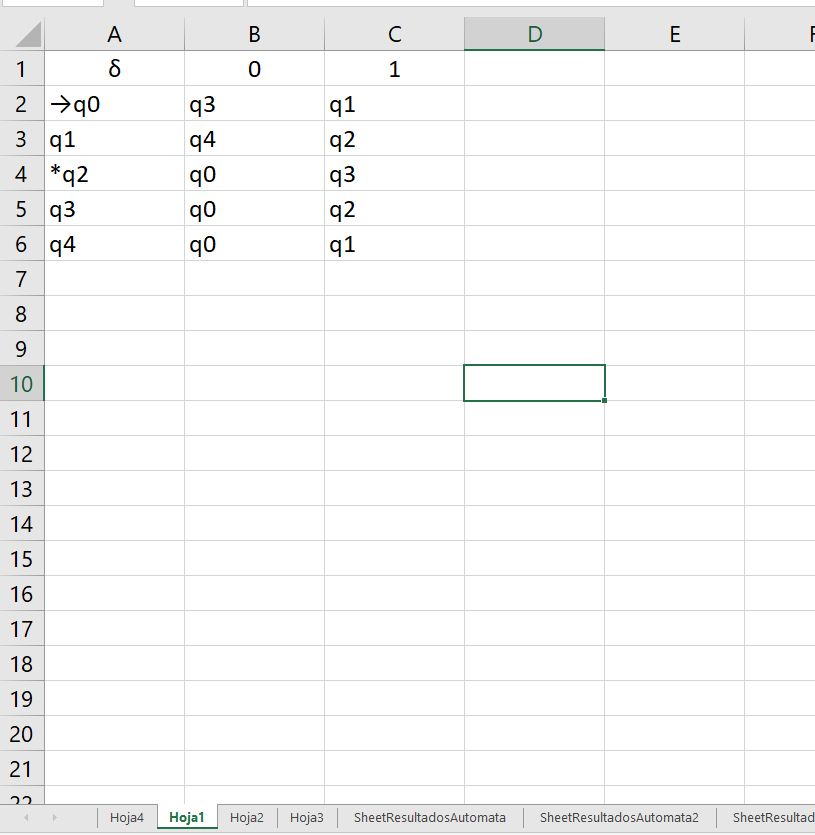 A B C D E
1 δ 0 1
2 →q0 q3 q1
3 q1 q4 q2
4 *q2 q0 q3
5 q3 q0 q2
6 q4 q0 q1
7
8
9
10
11
12
13
14
15
16
17
18
19
20
21
Hoja4 Hoja1 Hoja2 Hoja3 SheetResultadosAutomata SheetResultadosAutomata2 SheetResultad